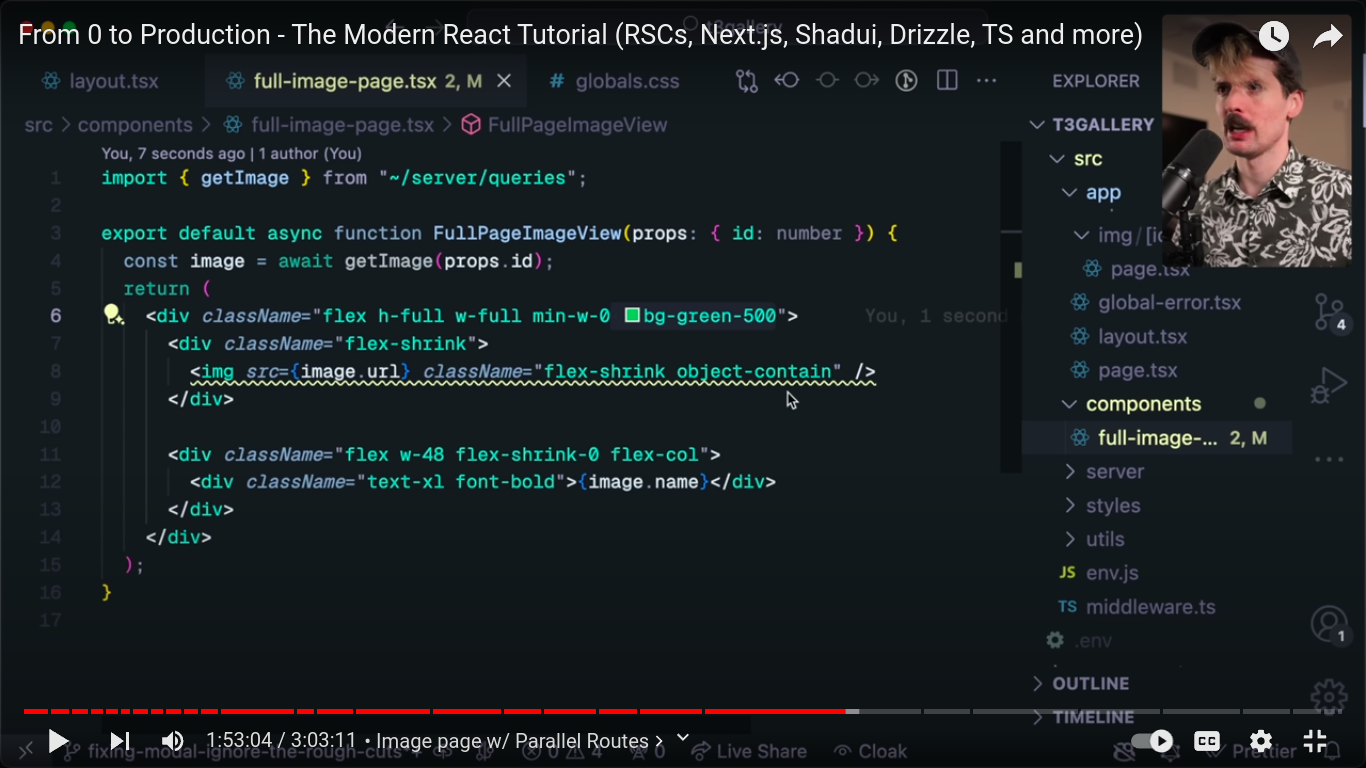 t3gallery
From 0 to Production - The Modern React Tutorial (RSCs, Next.js, Shadui, Drizzle, TS and more)
layout.tsx
full-image-page.tsx 2, M
# globals.css
EXPLORER
src > components > full-image-page.tsx > FullPageImageView
T3GALLERY
You, 7 seconds ago | 1 author (You)
1 import { getImage } from "~/server/queries";
2
3 export default async function FullPageImageView(props: { id: number }) {
4 const image = await getImage(props.id);
5 return (
6 <div className="flex h-full w-full min-w-0 bg-green-500"> You, 1 second
7 <div className="flex-shrink">
8 <img src={image.url} className="flex-shrink object-contain" />
9 </div>
10
11 <div className="flex w-48 flex-shrink-0 flex-col">
12 <div className="text-xl font-bold">{image.name}</div>
13 </div>
14 </div>
15 );
16 }
17
src
app
img/[ic
page.tsx
global-error.tsx
layout.tsx
page.tsx
components
full-image-... 2, M
server
styles
utils
JS env.js
TS middleware.ts
.env
OUTLINE
TIMELINE
4
1
1:53:04 / 3:03:11 • Image page w/ Parallel Routes >
CC
fixing-modal-ignore-the-rough-cuts 0 4 0 Live Share Cloak Prettier